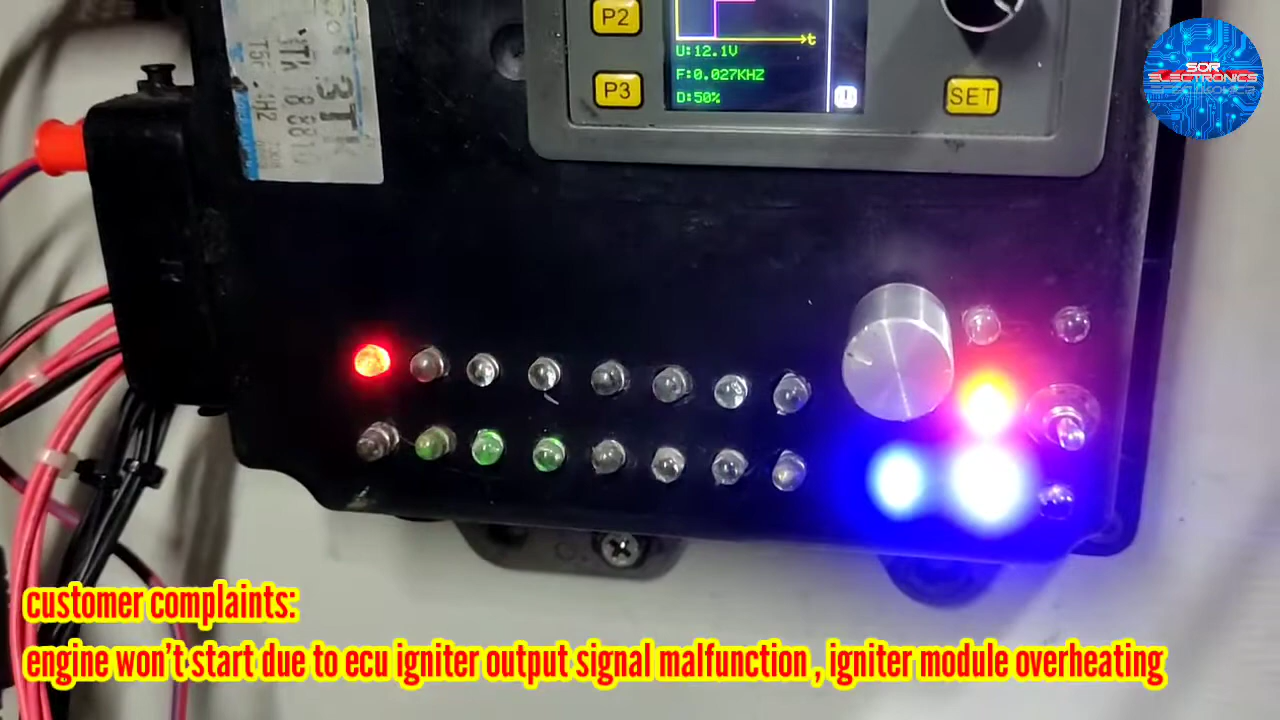 P2
t
U:12.1V
F:0.027KHZ
P3
SET
D:50%
SOR
ELECTRONICS
customer complaints:
engine won't start due to ecu igniter output signal malfunction , igniter module overheating